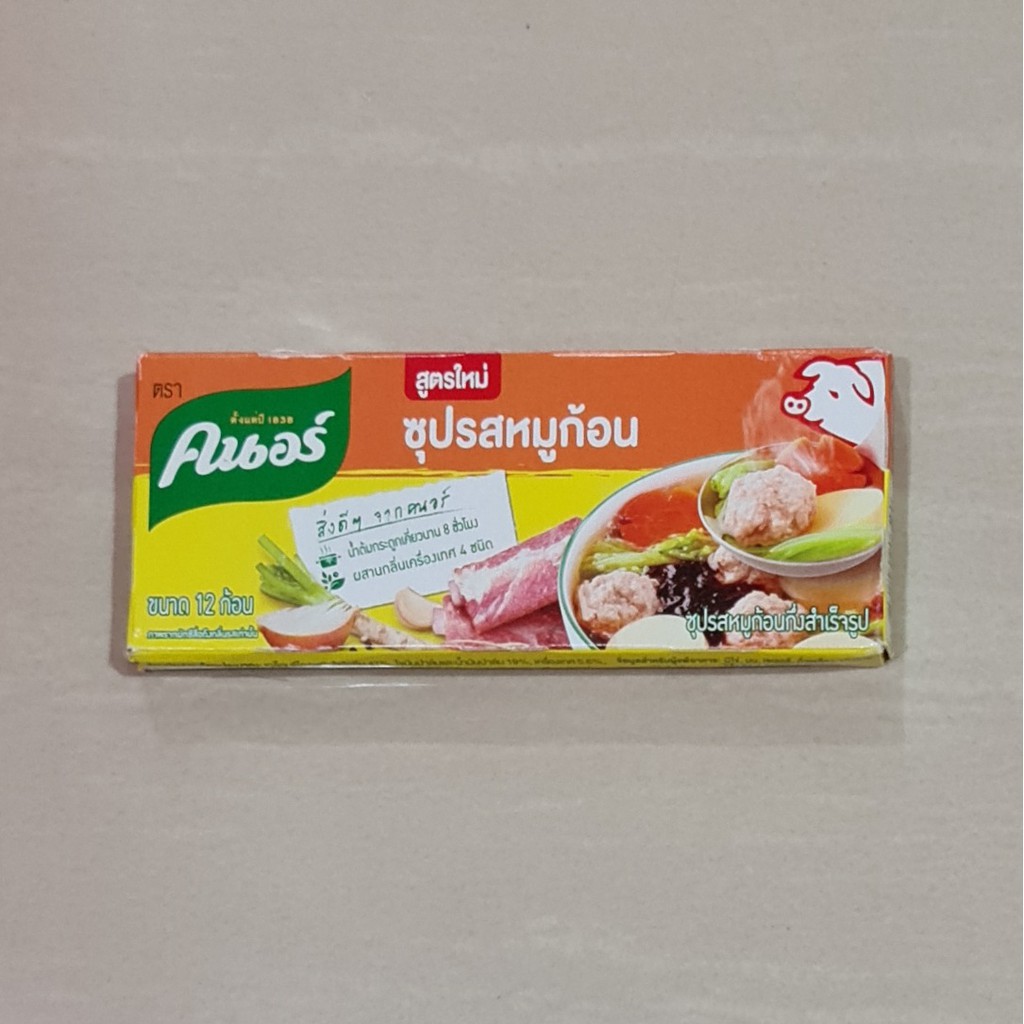 ตรา
ตั้งแต่ปี 1838
คนอร์
สูตรใหม่
ซุปรสหมูก้อน
สิ่งดีๆ จากคนอร์
น้ำต้มกระดูกเคี่ยวนาน 8 ชั่วโมง
ผสานกลิ่นเครื่องเทศ 4 ชนิด
ขนาด 12 ก้อน
ซุปรสหมูก้อนกึ่งสำเร็จรูป